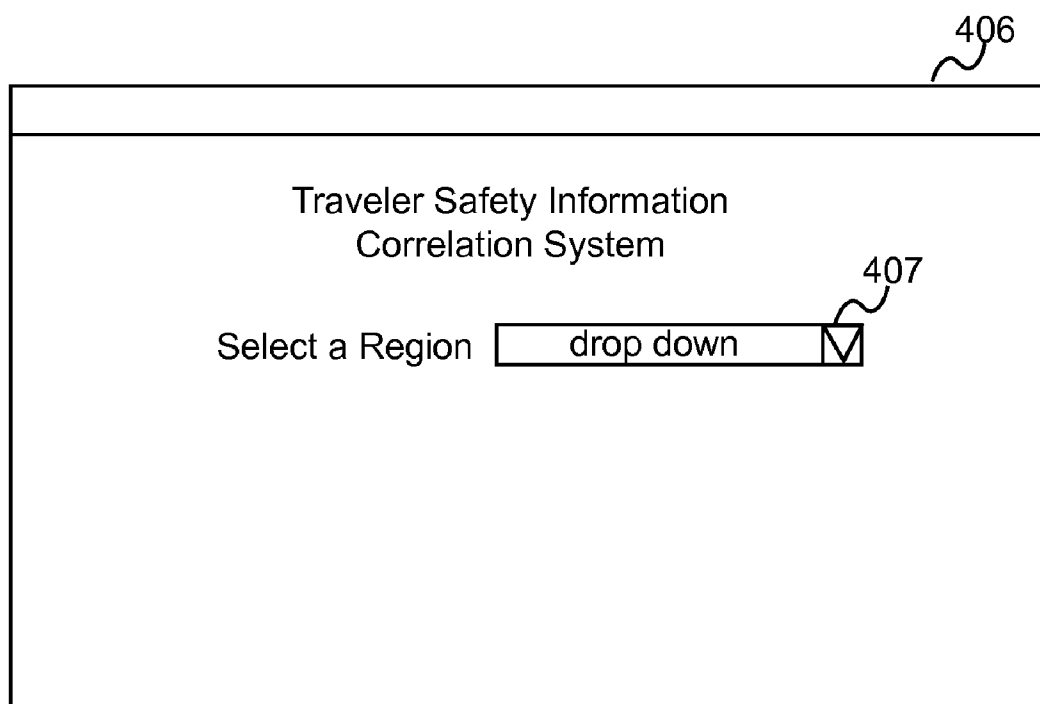 406
Traveler Safety Information
Correlation System
407
Select a Region drop down